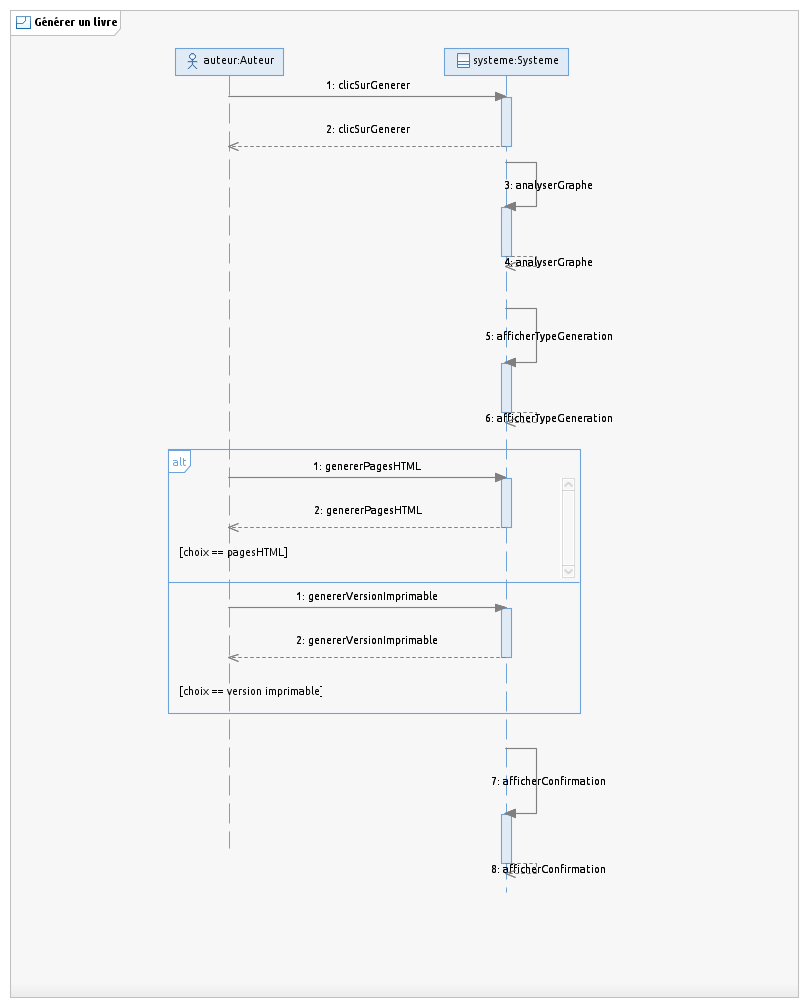 Générer un livre
auteur:Auteur
systeme:Systeme
1: clicSurGenerer
2: clicSurGenerer
3: analyserGraphe
4: analyserGraphe
5: afficherTypeGeneration
6: afficherTypeGeneration
alt
1: genererPagesHTML
2: genererPagesHTML
[choix == pagesHTML]
1: genererVersionImprimable
2: genererVersionImprimable
[choix == version imprimable]
7: afficherConfirmation
8: afficherConfirmation